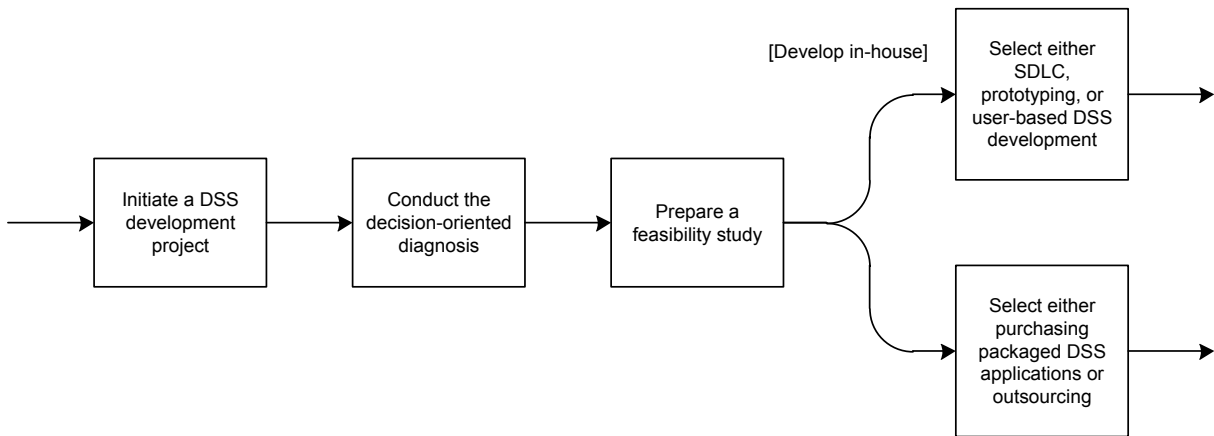 Initiate a DSS
development
project
Conduct the
decision-oriented
diagnosis
Prepare a
feasibility study
[Develop in-house]
Select either
SDLC,
prototyping, or
user-based DSS
development
Select either
purchasing
packaged DSS
applications or
outsourcing